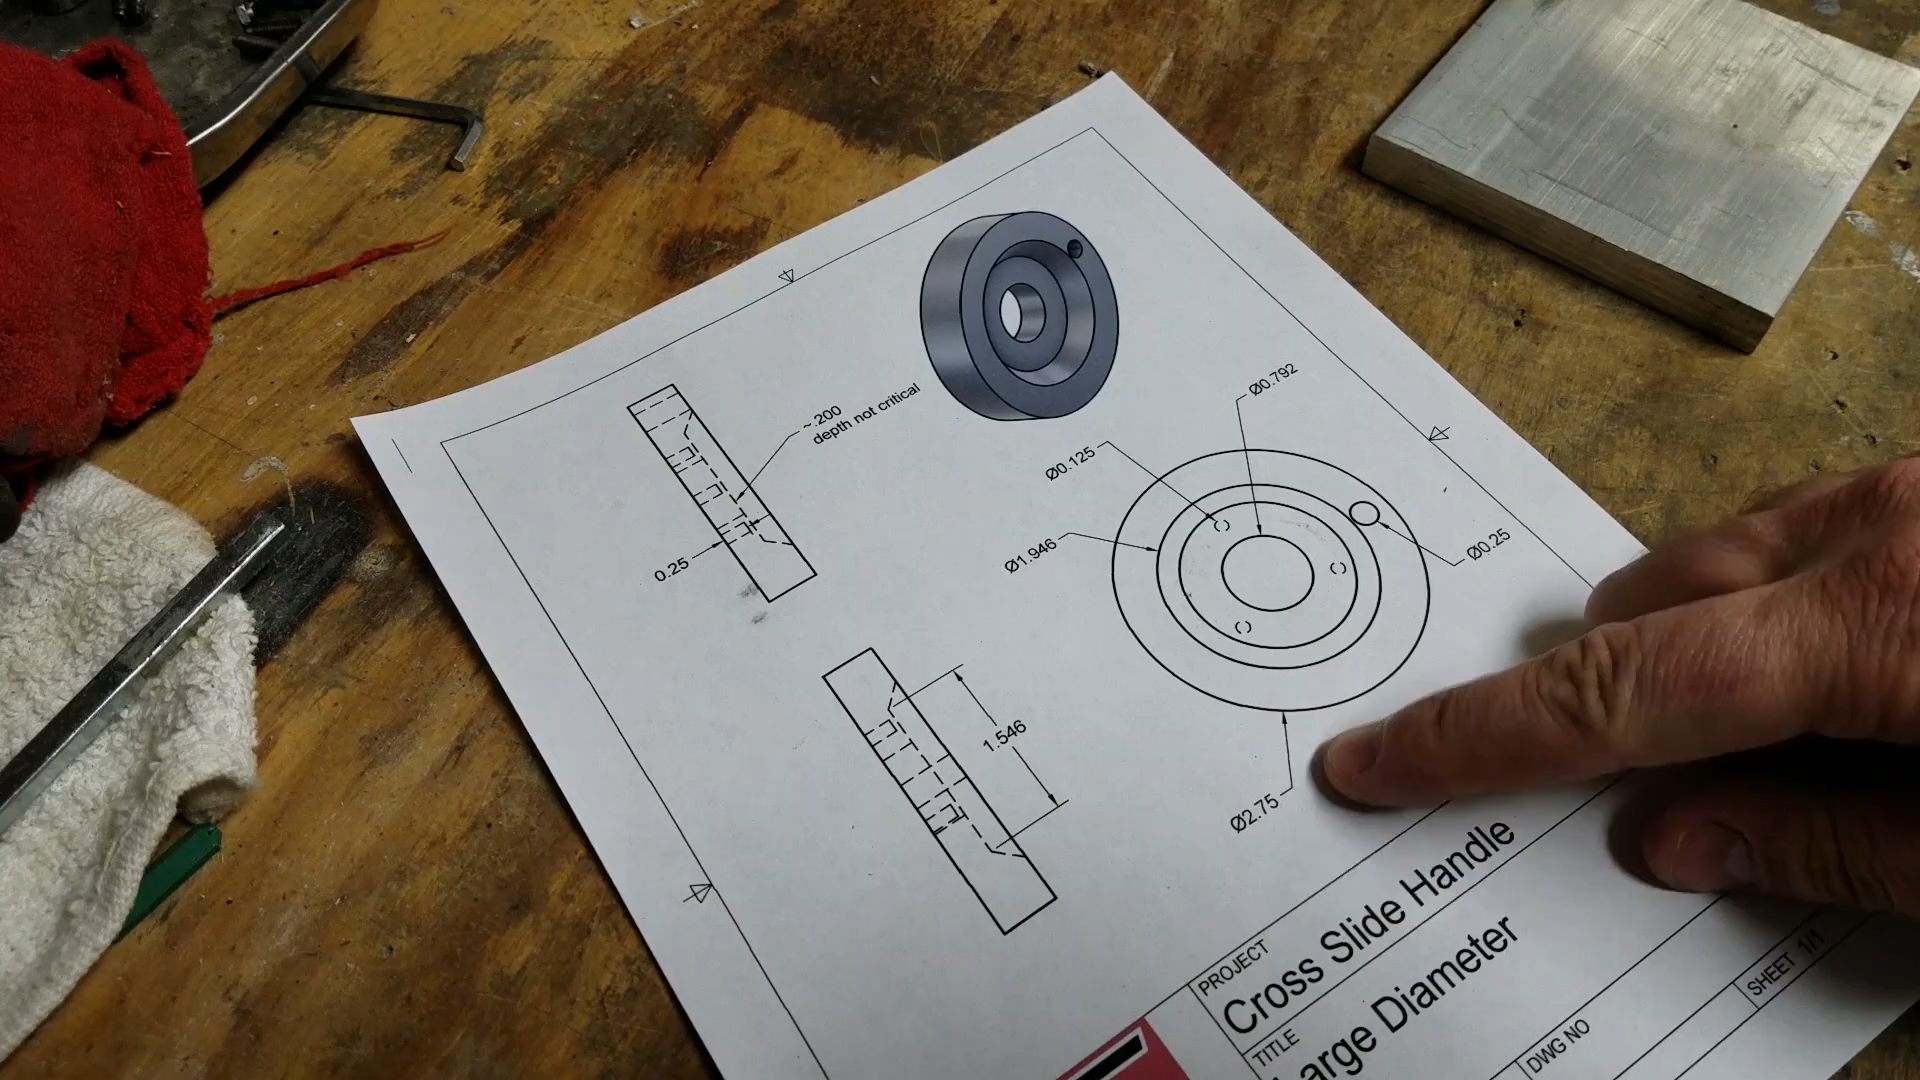 ~.200
depth not critical
0.25
1.546
Ø0.792
Ø0.125
Ø1.946
Ø0.25
Ø2.75
PROJECT
Cross Slide Handle
TITLE
Large Diameter
DWG NO
SHEET 1/1